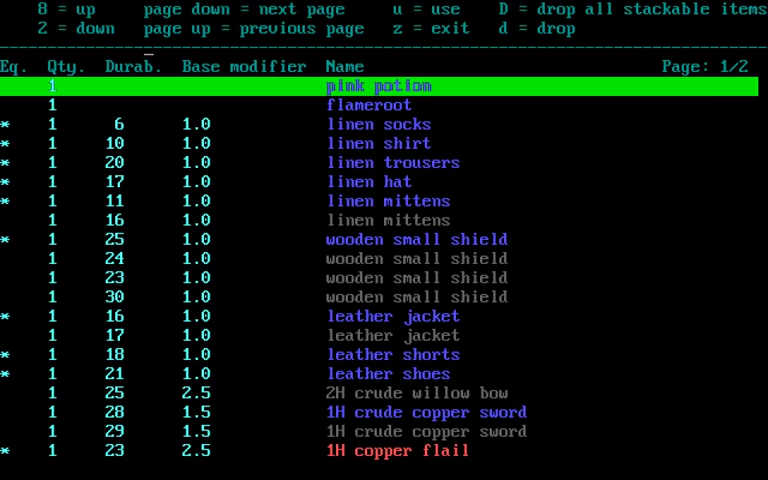 8 = up page down = next page u = use D = drop all stackable items
2 = down page up = previous page z = exit d = drop
Eq. Qty. Durab. Base modifier Name Page: 1/2
1 pink potion
1 flameroot
* 1 6 1.0 linen socks
* 1 10 1.0 linen shirt
* 1 20 1.0 linen trousers
* 1 17 1.0 linen hat
* 1 11 1.0 linen mittens
1 16 1.0 linen mittens
* 1 25 1.0 wooden small shield
1 24 1.0 wooden small shield
1 23 1.0 wooden small shield
1 30 1.0 wooden small shield
* 1 16 1.0 leather jacket
1 17 1.0 leather jacket
* 1 18 1.0 leather shorts
* 1 21 1.0 leather shoes
1 25 2.5 2H crude willow bow
1 28 1.5 1H crude copper sword
1 29 1.5 1H crude copper sword
* 1 23 2.5 1H copper flail